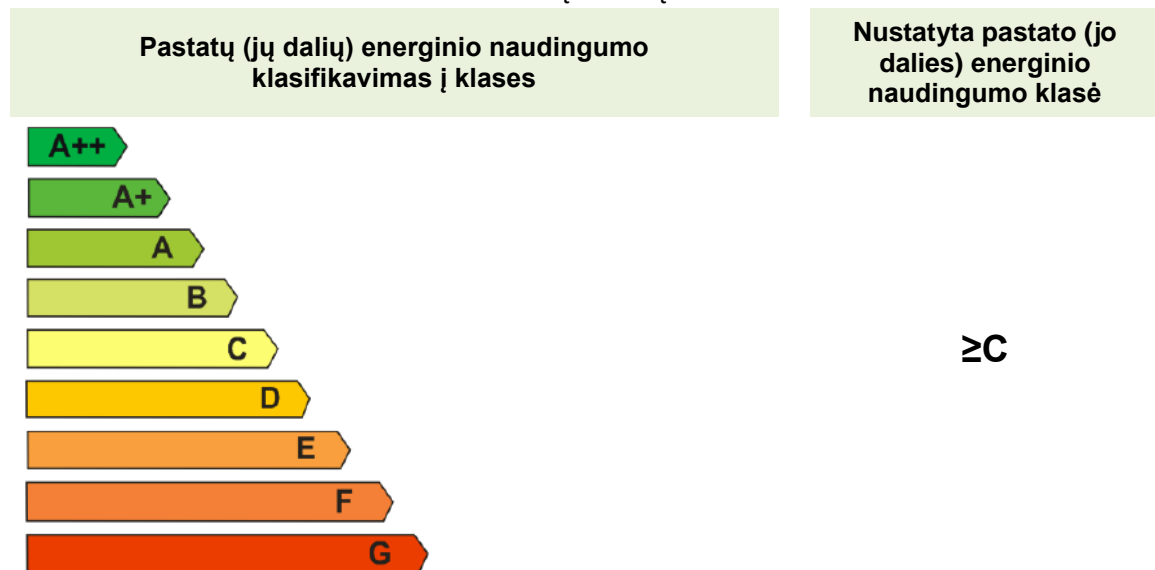 Pastatų (jų dalių) energinio naudingumo
klasifikavimas į klases
Nustatyta pastato (jo
dalies) energinio
naudingumo klasė
A++
A+
A
B
C
≥C
D
E
F
G